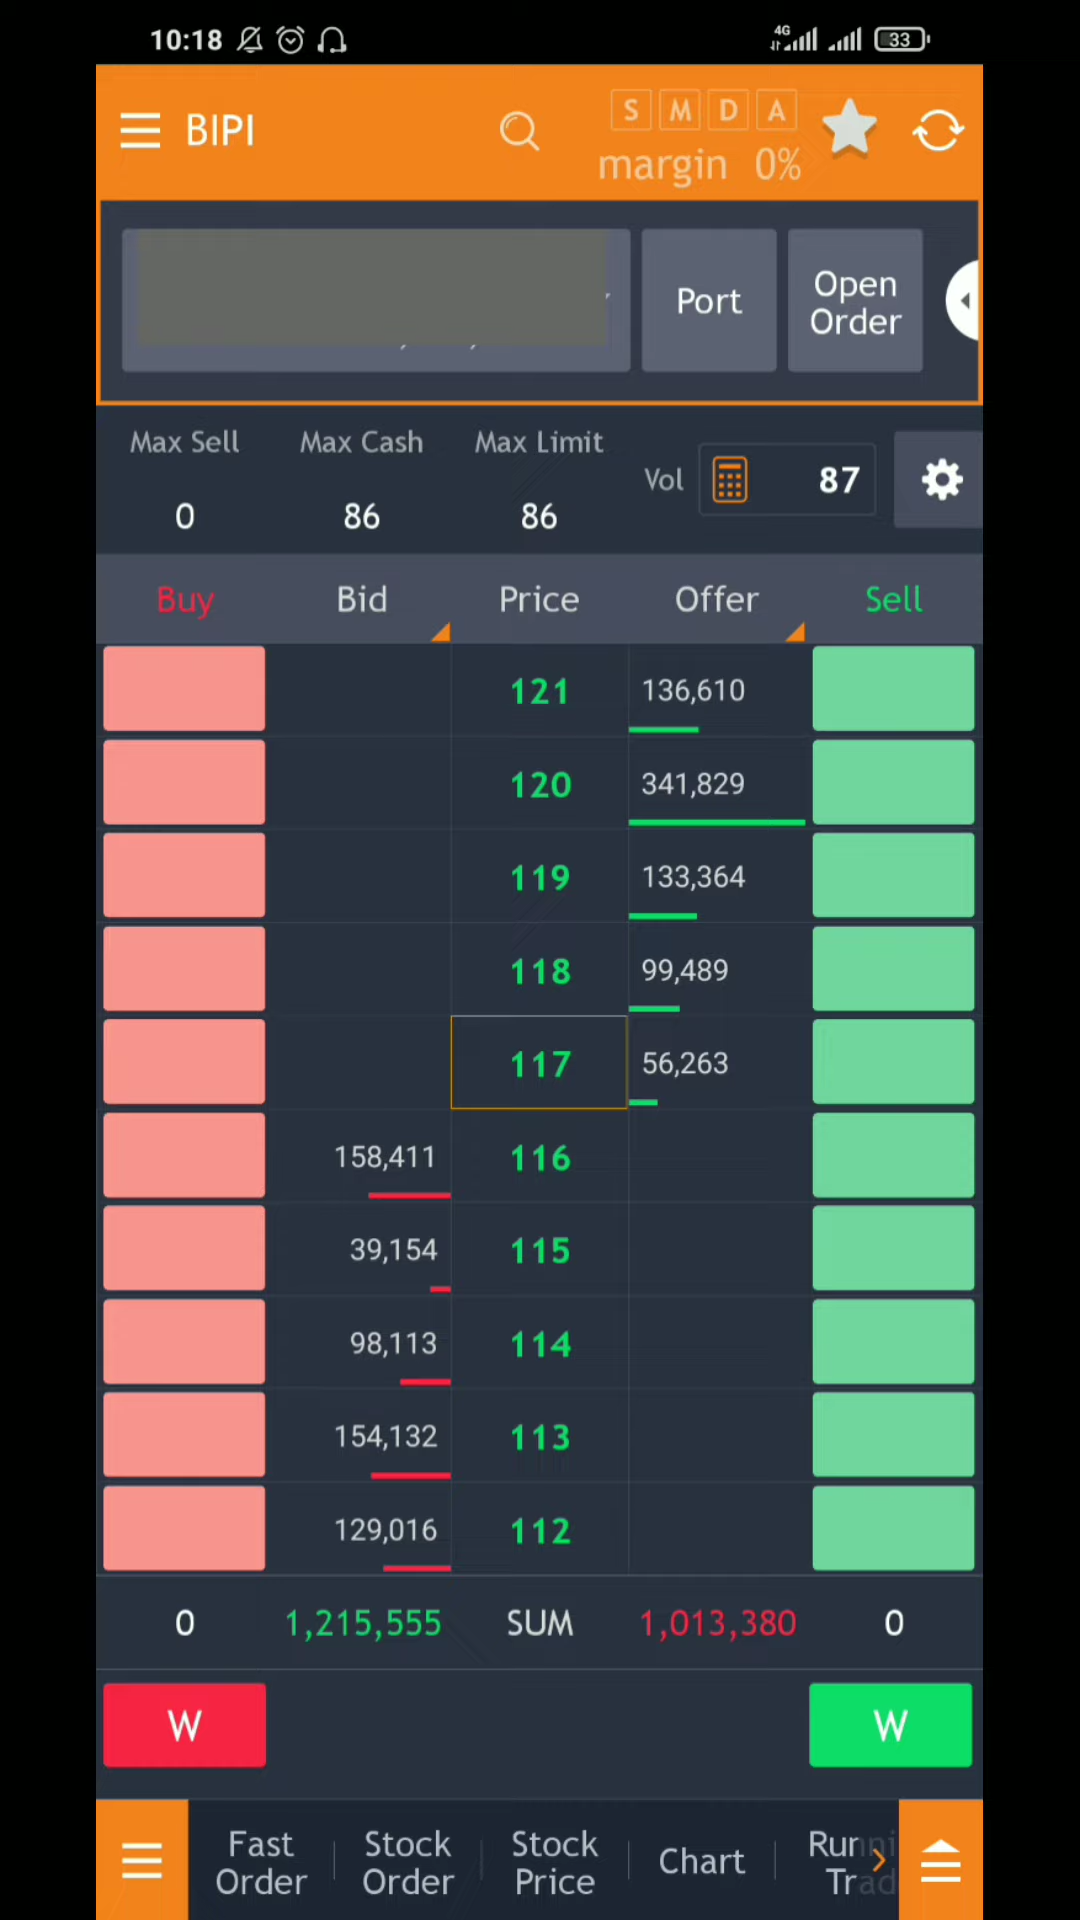 10:18 4G 33
BIPI S M D A
margin 0%
Port Open
Order
Max Sell Max Cash Max Limit Vol 87
0 86 86
Buy Bid Price Offer Sell
121 136,610
120 341,829
119 133,364
118 99,489
117 56,263
158,411 116
39,154 115
98,113 114
154,132 113
129,016 112
0 1,215,555 SUM 1,013,380 0
W W
Fast Stock Stock Chart Runni
Order Order Price Trad